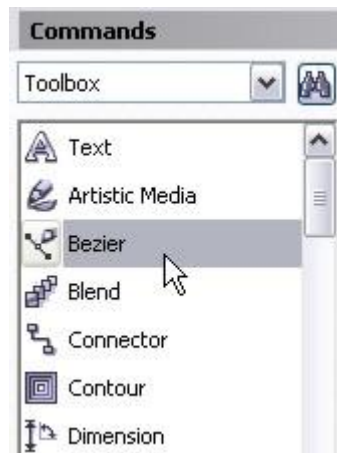 Commands
Toolbox
Text
Artistic Media
Bezier
Blend
Connector
Contour
Dimension